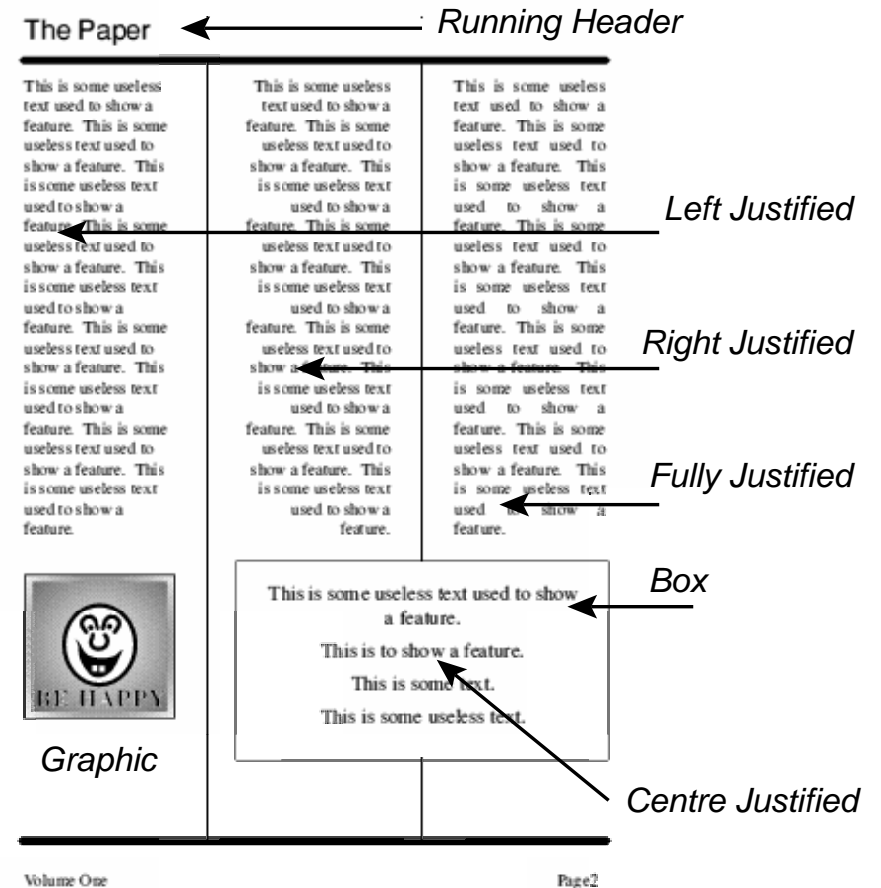 The Paper
Running Header
This is some useless
text used to show a
feature. This is some
useless text used to
show a feature. This
is some useless text
used to show a
feature. This is some
useless text used to
show a feature. This
is some useless text
used to show a
feature. This is some
useless text used to
show a feature. This
is some useless text
used to show a
feature. This is some
useless text used to
show a feature. This
is some useless text
used to show a
feature.
This is some useless
text used to show a
feature. This is some
useless text used to
show a feature. This
is some useless text
used to show a
feature. This is some
useless text used to
show a feature. This
is some useless text
used to show a
feature. This is some
useless text used to
show a feature. This
is some useless text
used to show a
feature. This is some
useless text used to
show a feature. This
is some useless text
used to show a
feature.
This is some useless
text used to show a
feature. This is some
useless text used to
show a feature. This
is some useless text
used to show a
feature. This is some
useless text used to
show a feature. This
is some useless text
used to show a
feature. This is some
useless text used to
show a feature. This
is some useless text
used to show a
feature. This is some
useless text used to
show a feature. This
is some useless text
used to show a
feature.
Left Justified
Right Justified
Fully Justified
BE HAPPY
Graphic
This is some useless text used to show
a feature.
This is to show a feature.
This is some text.
This is some useless text.
Box
Centre Justified
Volume One
Page2